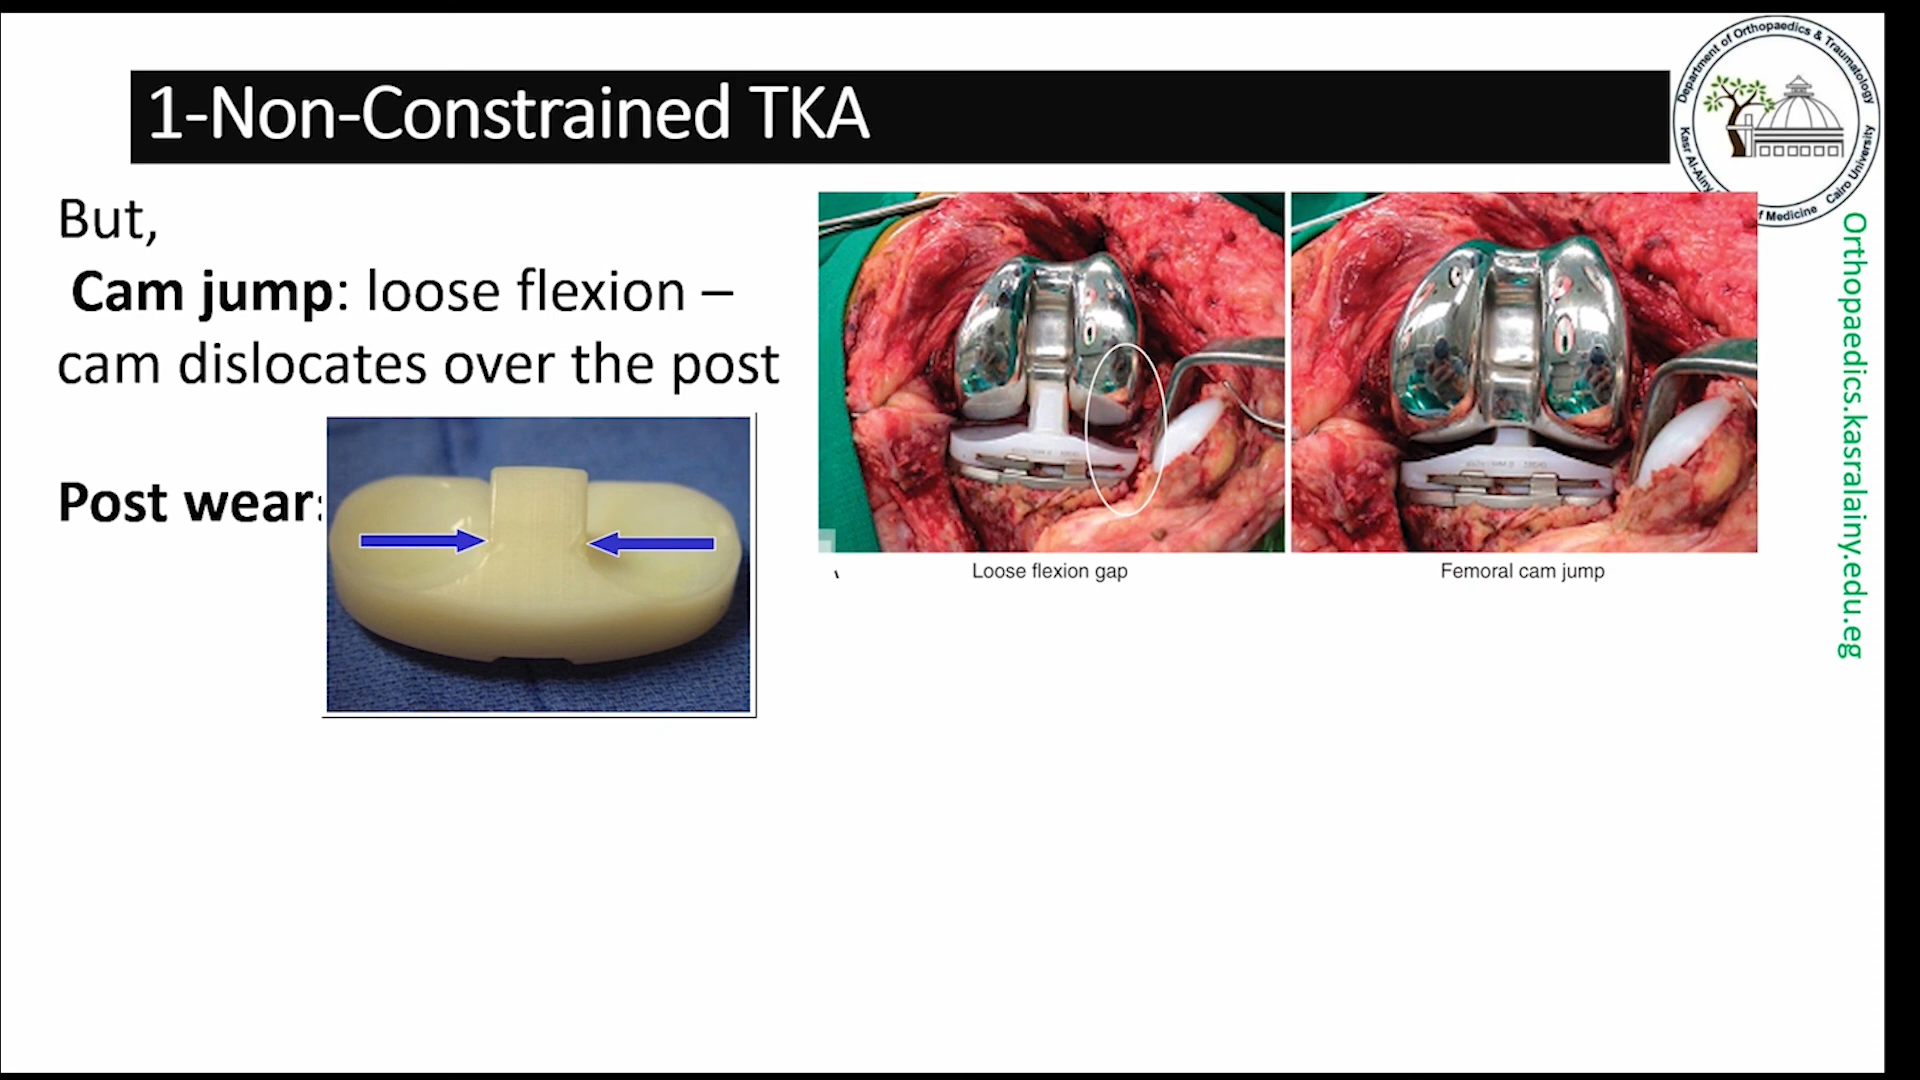 1-Non-Constrained TKA
But,
Cam jump: loose flexion –
cam dislocates over the post
Post wear:
Loose flexion gap
Femoral cam jump
Department of Orthopaedics & Traumatology
Kasr Al-Ainy
f Medicine
Cairo University
Orthopaedics.kasralainy.edu.eg